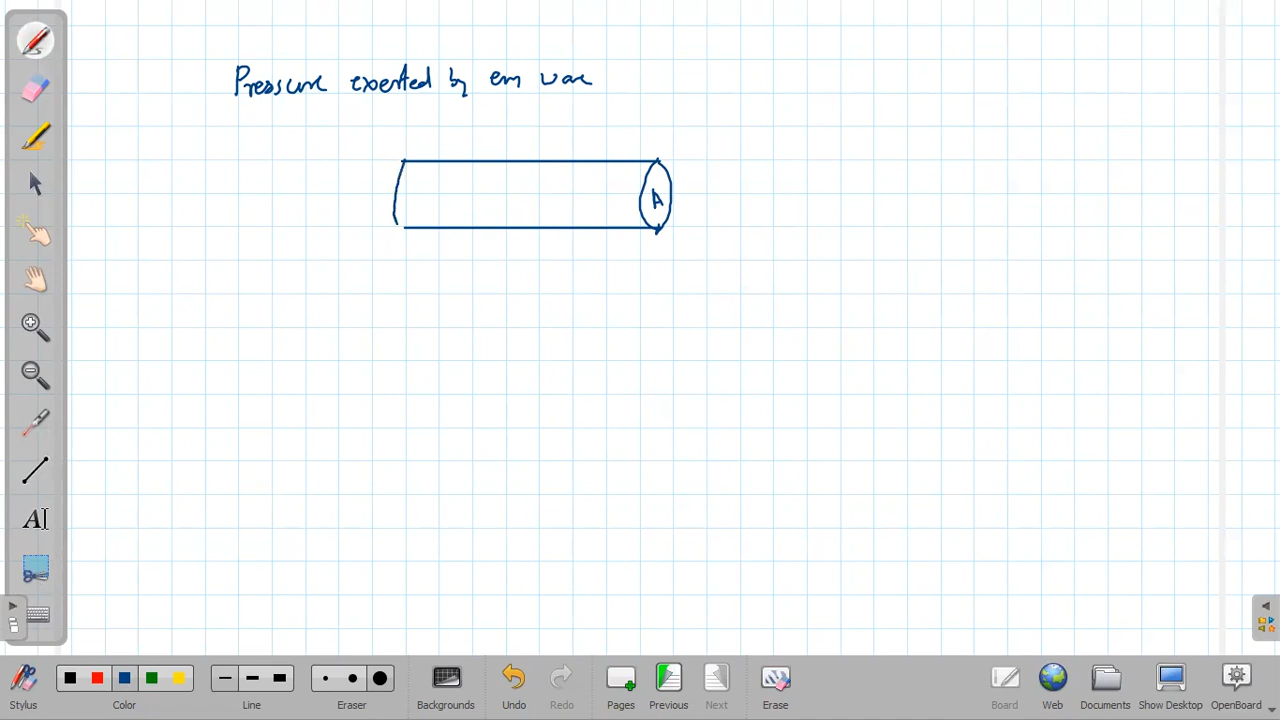 Pressure exerted by em wave
A
Stylus
Color
Line
Eraser
Backgrounds
Undo
Redo
Pages
Previous
Next
Erase
Board
Web
Documents
Show Desktop
OpenBoard